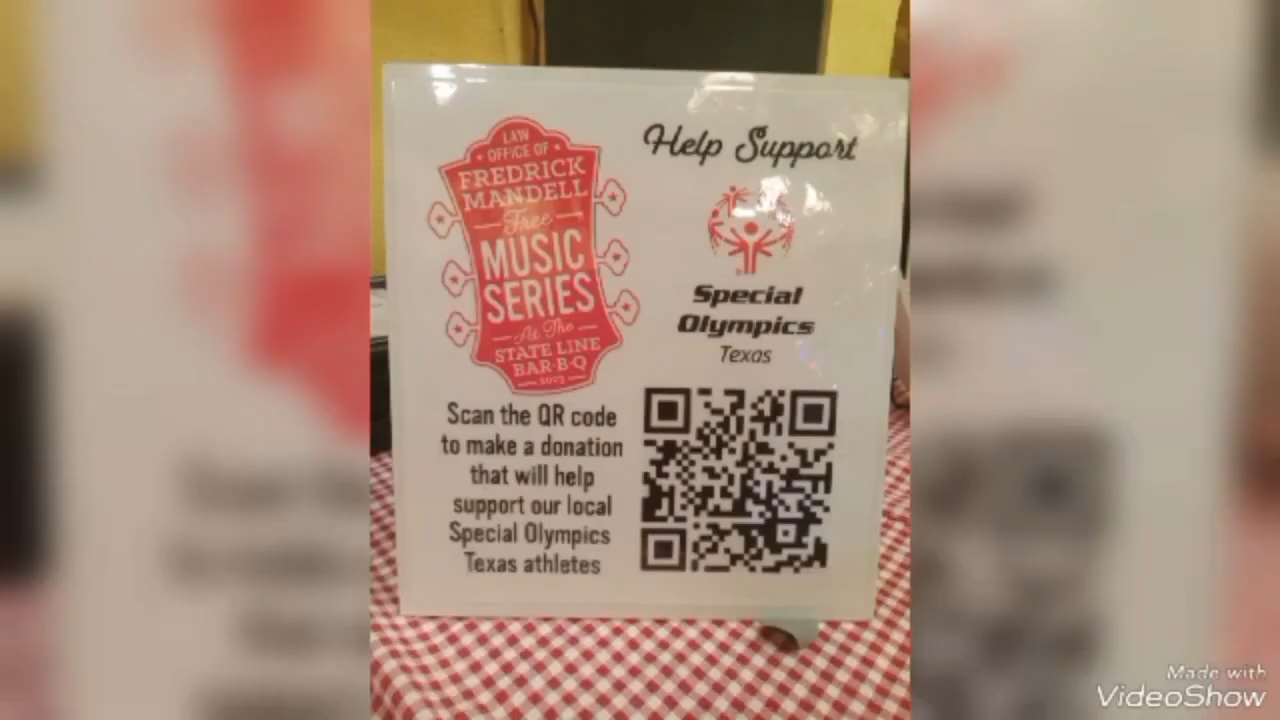 LAW
OFFICE OF
FREDRICK
MANDELL
Free
MUSIC
SERIES
At The
STATE LINE
BAR-B-Q
2023
Help Support
Special
Olympics
Texas
Scan the QR code
to make a donation
that will help
support our local
Special Olympics
Texas athletes
Made with
VideoShow